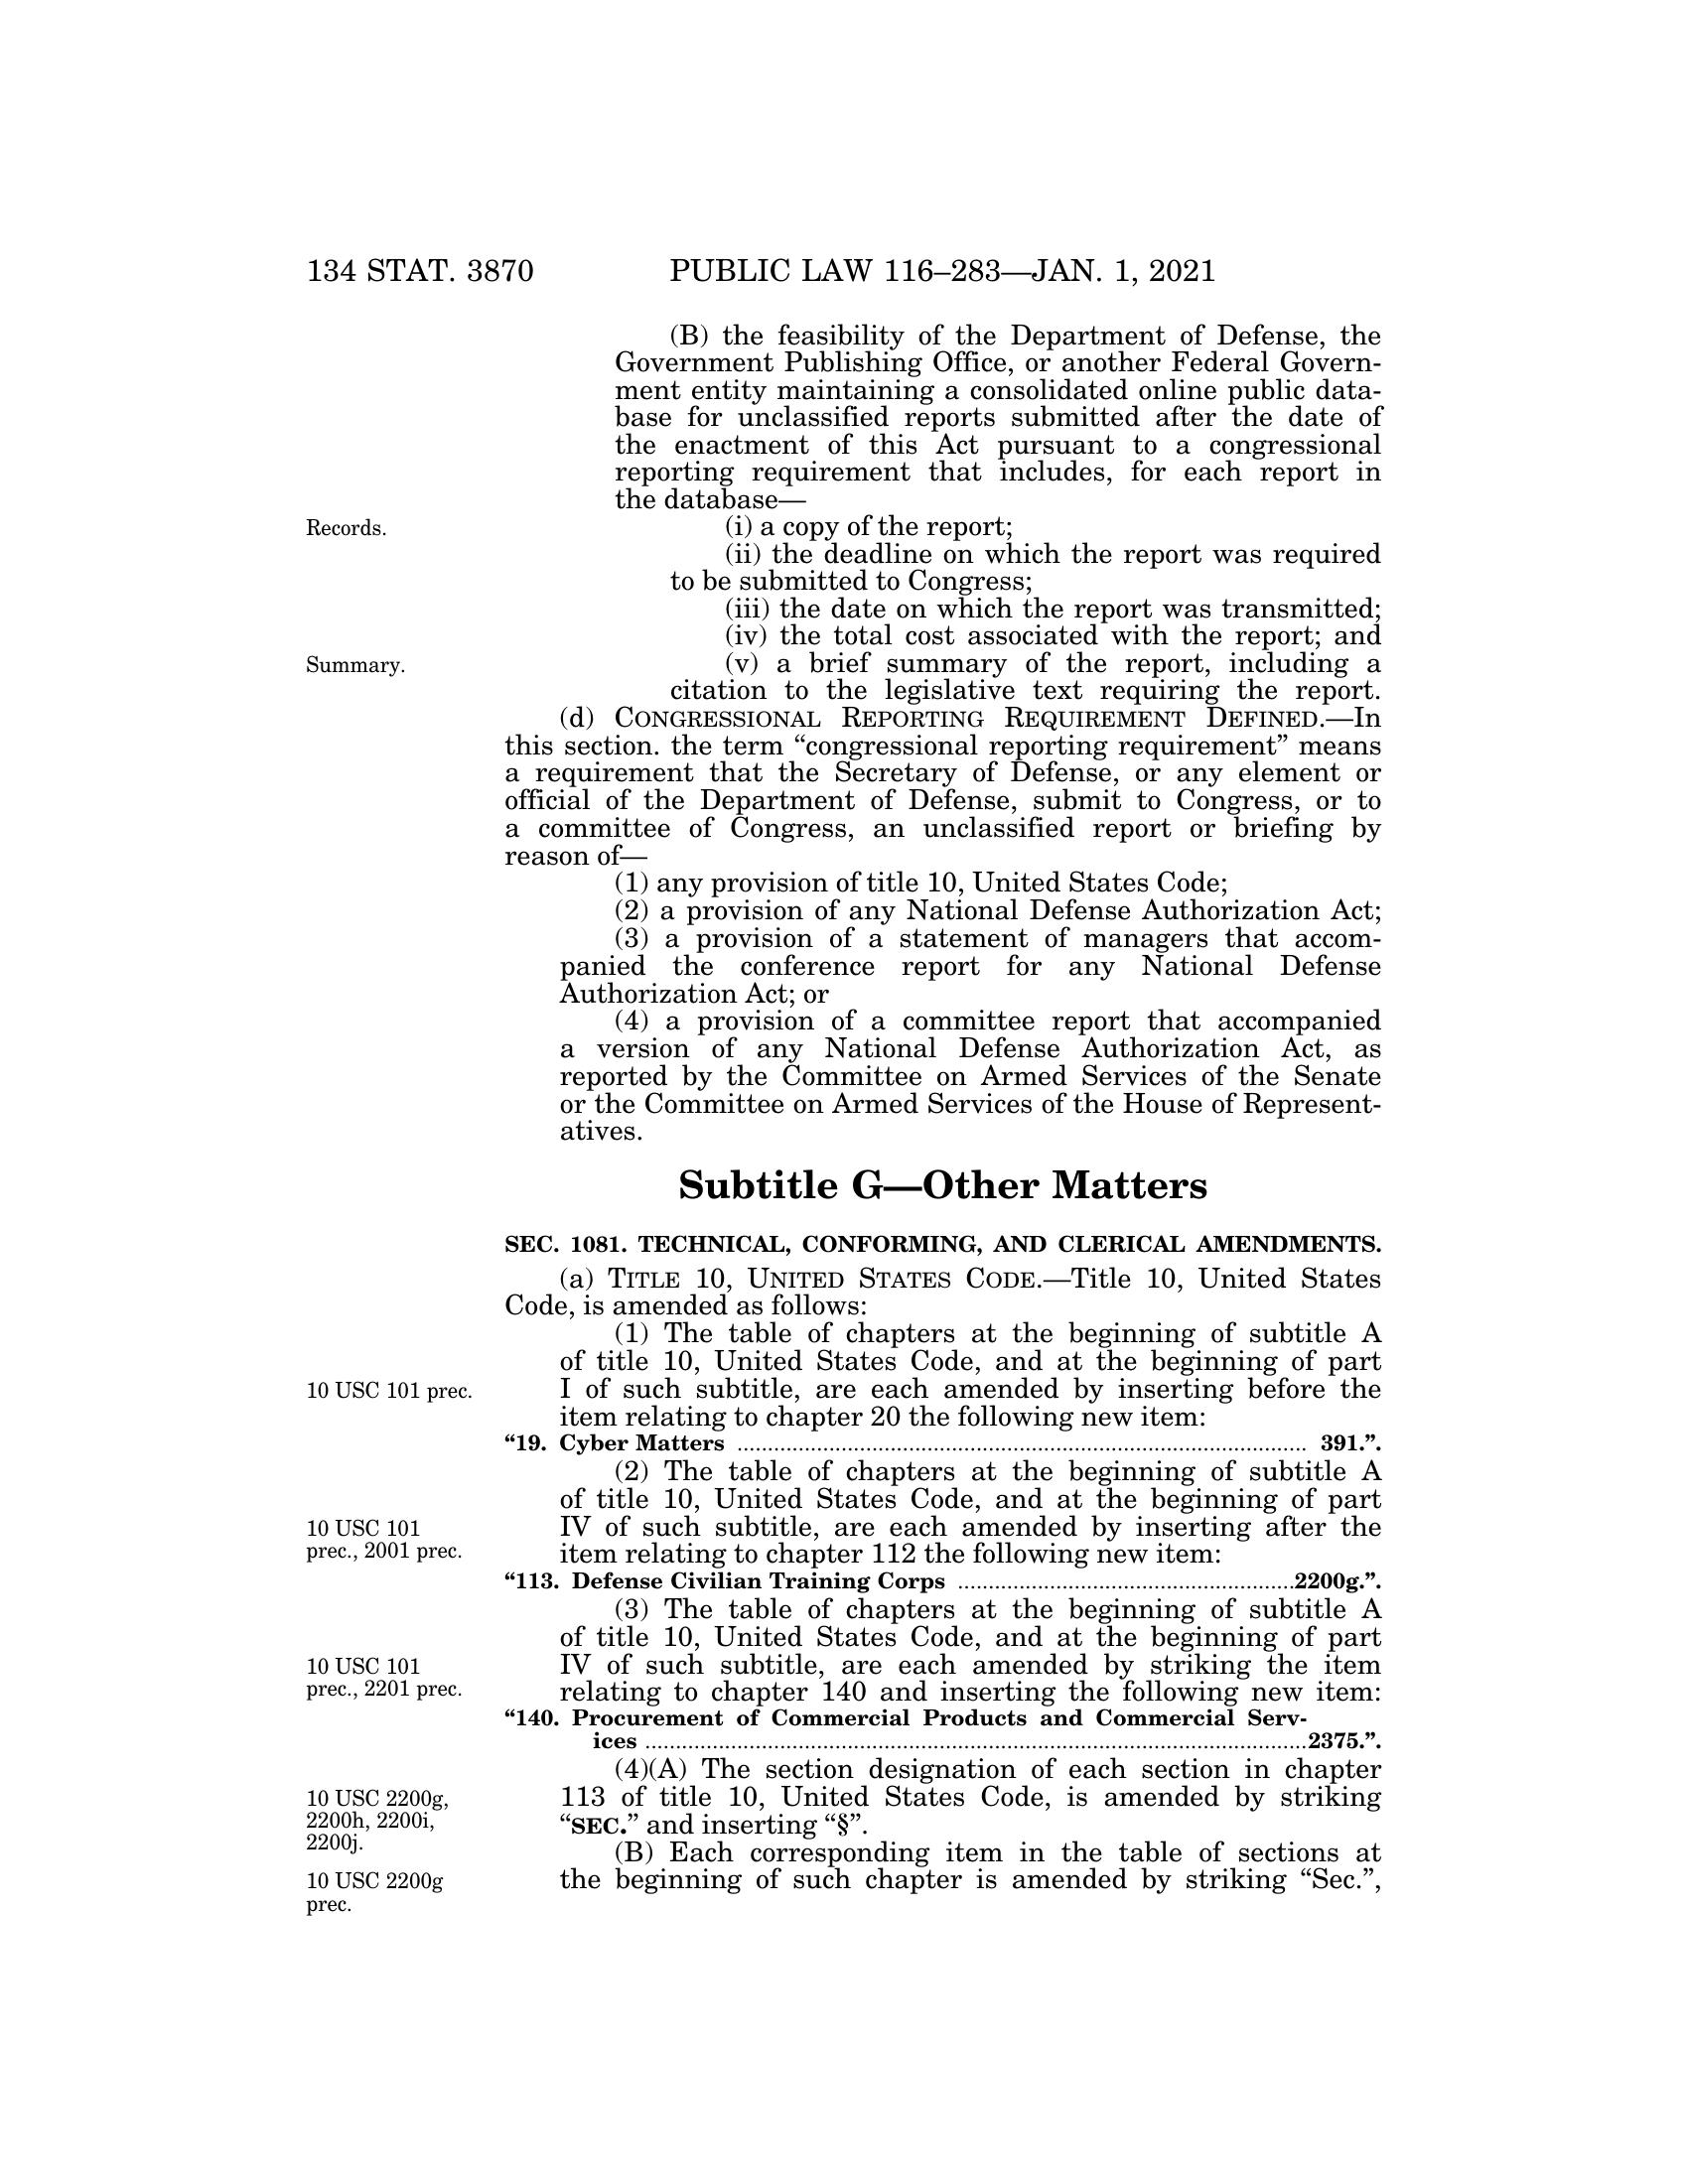 134 STAT. 3870 PUBLIC LAW 116–283—JAN. 1, 2021
(B) the feasibility of the Department of Defense, the
Government Publishing Office, or another Federal Govern-
ment entity maintaining a consolidated online public data-
base for unclassified reports submitted after the date of
the enactment of this Act pursuant to a congressional
reporting requirement that includes, for each report in
the database—
Records.
(i) a copy of the report;
(ii) the deadline on which the report was required
to be submitted to Congress;
(iii) the date on which the report was transmitted;
(iv) the total cost associated with the report; and
Summary.
(v) a brief summary of the report, including a
citation to the legislative text requiring the report.
(d) CONGRESSIONAL REPORTING REQUIREMENT DEFINED.—In
this section. the term “congressional reporting requirement” means
a requirement that the Secretary of Defense, or any element or
official of the Department of Defense, submit to Congress, or to
a committee of Congress, an unclassified report or briefing by
reason of—
(1) any provision of title 10, United States Code;
(2) a provision of any National Defense Authorization Act;
(3) a provision of a statement of managers that accom-
panied the conference report for any National Defense
Authorization Act; or
(4) a provision of a committee report that accompanied
a version of any National Defense Authorization Act, as
reported by the Committee on Armed Services of the Senate
or the Committee on Armed Services of the House of Represent-
atives.
Subtitle G—Other Matters
SEC. 1081. TECHNICAL, CONFORMING, AND CLERICAL AMENDMENTS.
(a) TITLE 10, UNITED STATES CODE.—Title 10, United States
Code, is amended as follows:
(1) The table of chapters at the beginning of subtitle A
of title 10, United States Code, and at the beginning of part
10 USC 101 prec.
I of such subtitle, are each amended by inserting before the
item relating to chapter 20 the following new item:
“19. Cyber Matters ................................................................ 391.”.
(2) The table of chapters at the beginning of subtitle A
of title 10, United States Code, and at the beginning of part
10 USC 101
prec., 2001 prec.
IV of such subtitle, are each amended by inserting after the
item relating to chapter 112 the following new item:
“113. Defense Civilian Training Corps ......................................2200g.”.
(3) The table of chapters at the beginning of subtitle A
of title 10, United States Code, and at the beginning of part
10 USC 101
prec., 2201 prec.
IV of such subtitle, are each amended by striking the item
relating to chapter 140 and inserting the following new item:
“140. Procurement of Commercial Products and Commercial Serv-
ices ................................................................2375.”.
(4)(A) The section designation of each section in chapter
10 USC 2200g,
2200h, 2200i,
2200j.
113 of title 10, United States Code, is amended by striking
“SEC.” and inserting “§”.
(B) Each corresponding item in the table of sections at
10 USC 2200g
prec.
the beginning of such chapter is amended by striking “Sec.”,